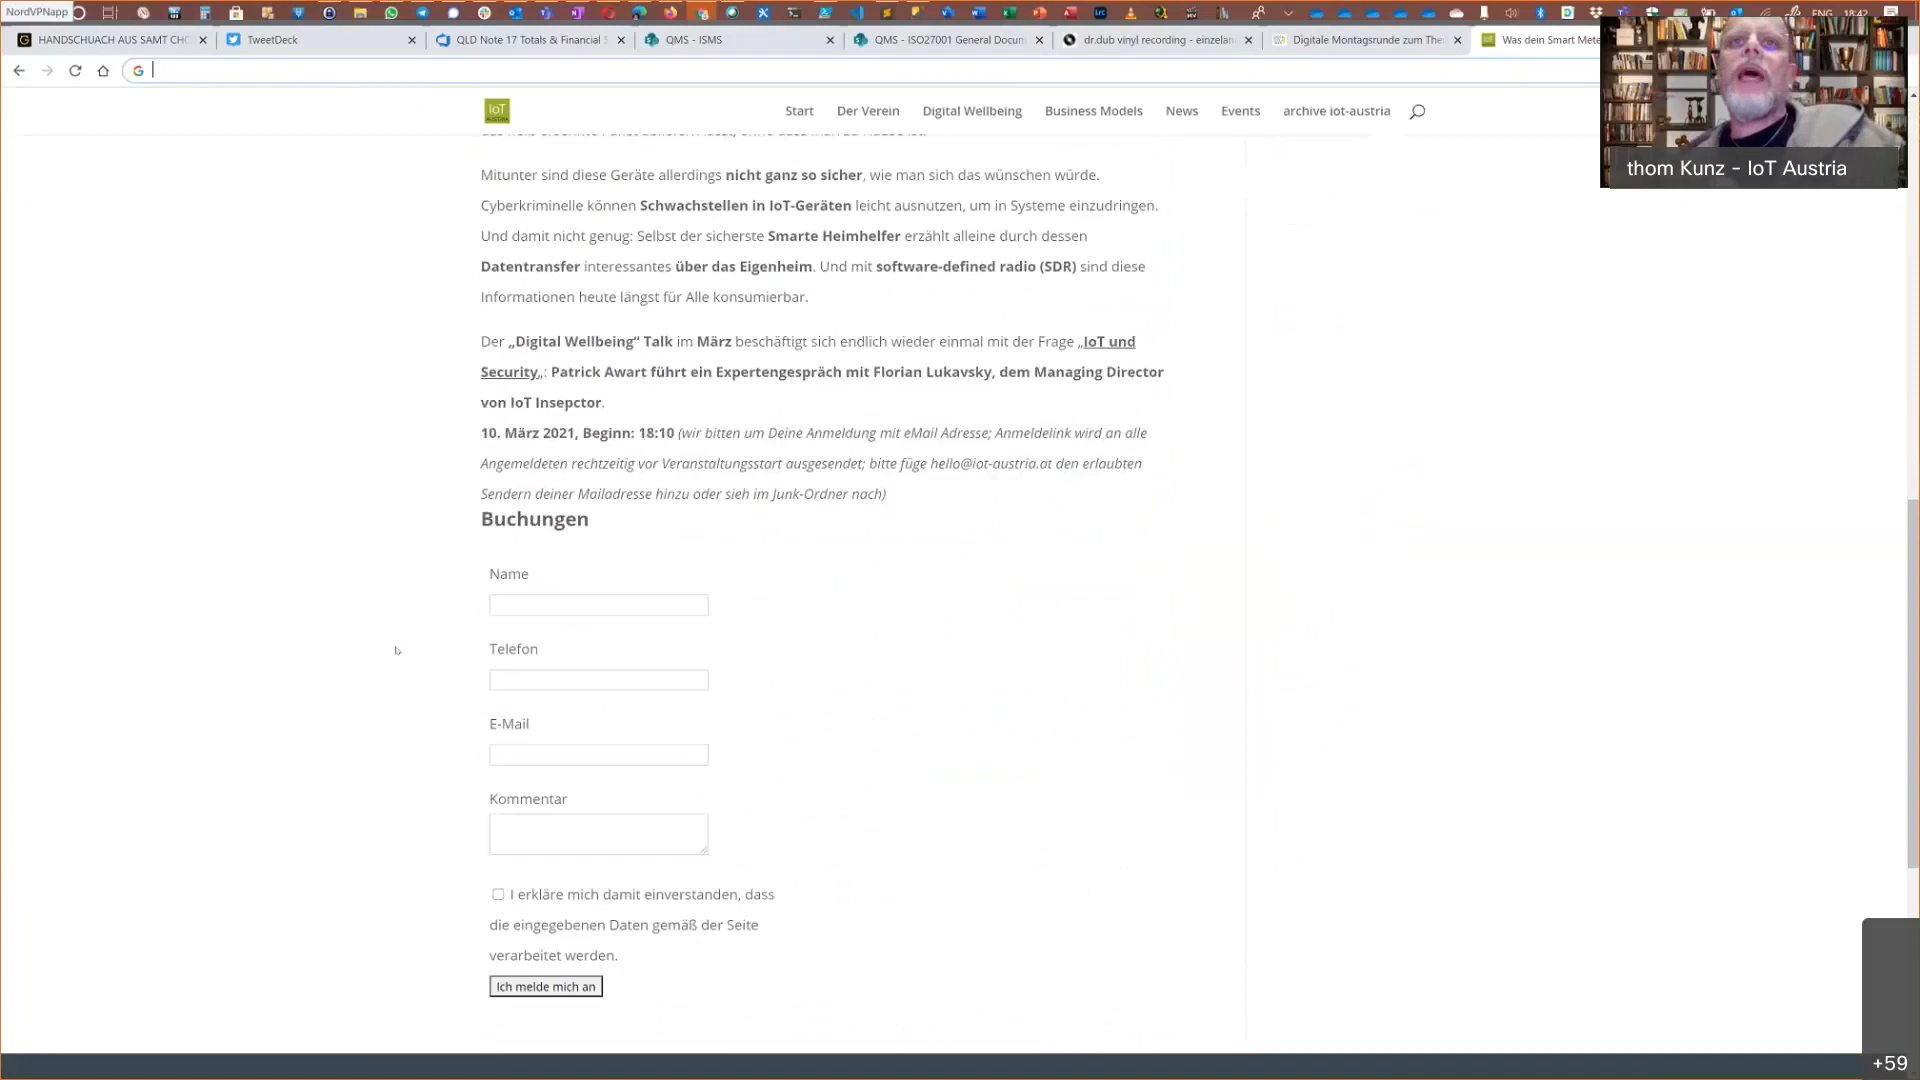 NordVPNapp
ENG 18:42
HANDSCHUACH AUS SAMT CHO
TweetDeck
QLD Note 17 Totals & Financial S
QMS - ISMS
QMS - ISO27001 General Docum
dr.dub vinyl recording - einzelan
Digitale Montagsrunde zum The
Was dein Smart Mete
IoT
AUSTRIA
Start
Der Verein
Digital Wellbeing
Business Models
News
Events
archive iot-austria
thom Kunz - IoT Austria
Mitunter sind diese Geräte allerdings nicht ganz so sicher, wie man sich das wünschen würde.
Cyberkriminelle können Schwachstellen in IoT-Geräten leicht ausnutzen, um in Systeme einzudringen.
Und damit nicht genug: Selbst der sicherste Smarte Heimhelfer erzählt alleine durch dessen
Datentransfer interessantes über das Eigenheim. Und mit software-defined radio (SDR) sind diese
Informationen heute längst für Alle konsumierbar.
Der „Digital Wellbeing“ Talk im März beschäftigt sich endlich wieder einmal mit der Frage „IoT und
Security„: Patrick Awart führt ein Expertengespräch mit Florian Lukavsky, dem Managing Director
von IoT Insepctor.
10. März 2021, Beginn: 18:10 (wir bitten um Deine Anmeldung mit eMail Adresse; Anmeldelink wird an alle
Angemeldeten rechtzeitig vor Veranstaltungsstart ausgesendet; bitte füge hello@iot-austria.at den erlaubten
Sendern deiner Mailadresse hinzu oder sieh im Junk-Ordner nach)
Buchungen
Name
Telefon
E-Mail
Kommentar
I erkläre mich damit einverstanden, dass
die eingegebenen Daten gemäß der Seite
verarbeitet werden.
Ich melde mich an
+59